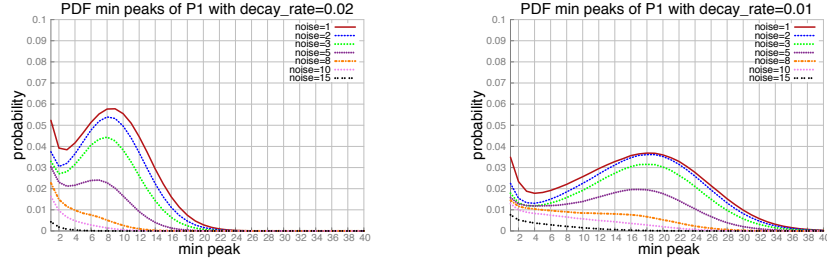 PDF min peaks of P1 with decay_rate=0.02
0.1
0.09
0.08
0.07
0.06
0.05
0.04
0.03
0.02
0.01
0
probability
noise=1
noise=2
noise=3
noise=5
noise=8
noise=10
noise=15
2 4 6 8 10 12 14 16 18 20 22 24 26 28 30 32 34 36 38 40
min peak
PDF min peaks of P1 with decay_rate=0.01
0.1
0.09
0.08
0.07
0.06
0.05
0.04
0.03
0.02
0.01
0
probability
noise=1
noise=2
noise=3
noise=5
noise=8
noise=10
noise=15
2 4 6 8 10 12 14 16 18 20 22 24 26 28 30 32 34 36 38 40
min peak